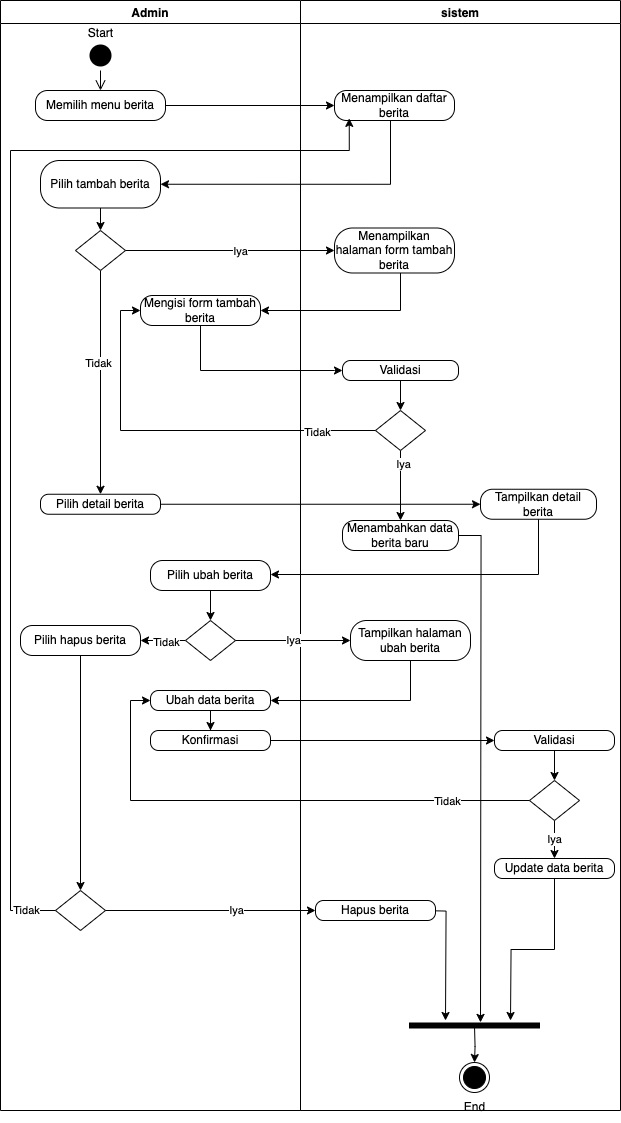 Admin
sistem
Start
Memilih menu berita
Menampilkan daftar
berita
Pilih tambah berita
Iya
Menampilkan
halaman form tambah
berita
Mengisi form tambah
berita
Tidak
Validasi
Tidak
Iya
Pilih detail berita
Tampilkan detail
berita
Menambahkan data
berita baru
Pilih ubah berita
Pilih hapus berita
Tidak
Iya
Tampilkan halaman
ubah berita
Ubah data berita
Konfirmasi
Validasi
Tidak
Iya
Update data berita
Tidak
Iya
Hapus berita
End